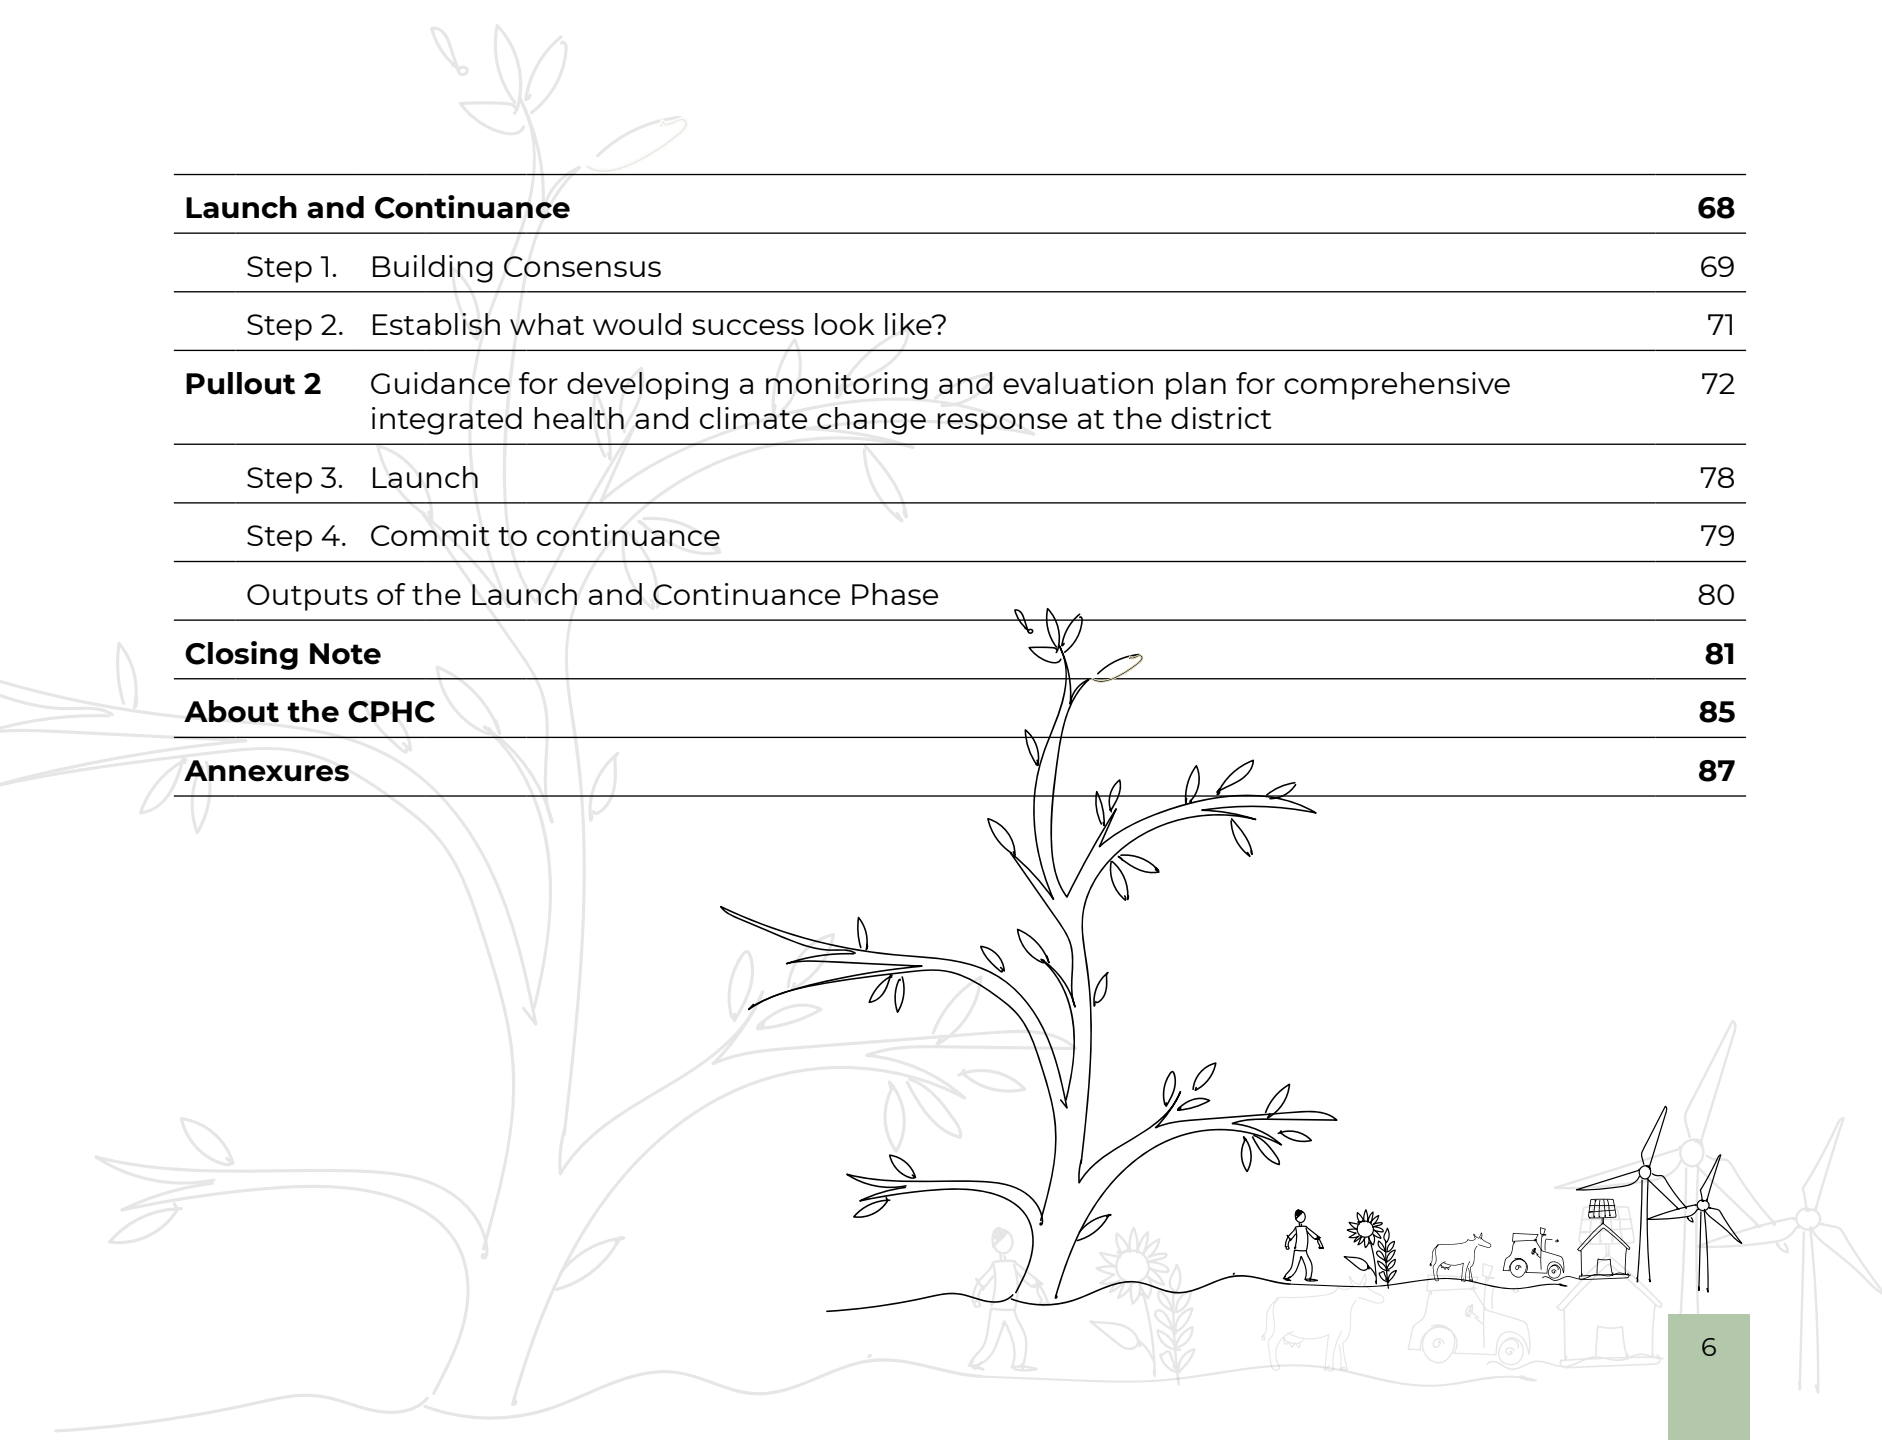 Launch and Continuance 68
Step 1. Building Consensus 69
Step 2. Establish what would success look like? 71
Pullout 2 Guidance for developing a monitoring and evaluation plan for comprehensive 72
integrated health and climate change response at the district
Step 3. Launch 78
Step 4. Commit to continuance 79
Outputs of the Launch and Continuance Phase 80
Closing Note 81
About the CPHC 85
Annexures 87
6